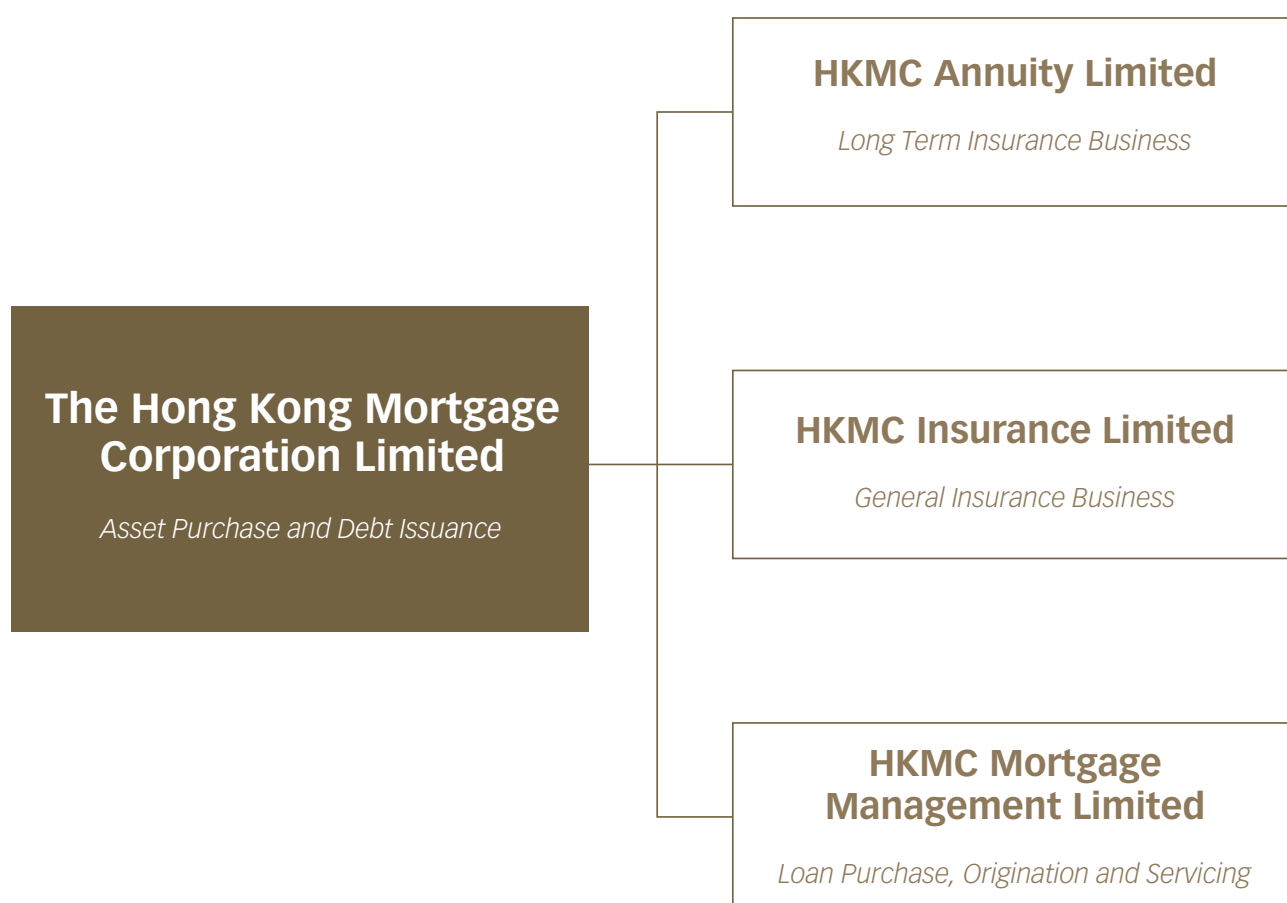 HKMC Annuity Limited
Long Term Insurance Business
The Hong Kong Mortgage
Corporation Limited
Asset Purchase and Debt Issuance
HKMC Insurance Limited
General Insurance Business
HKMC Mortgage
Management Limited
Loan Purchase, Origination and Servicing